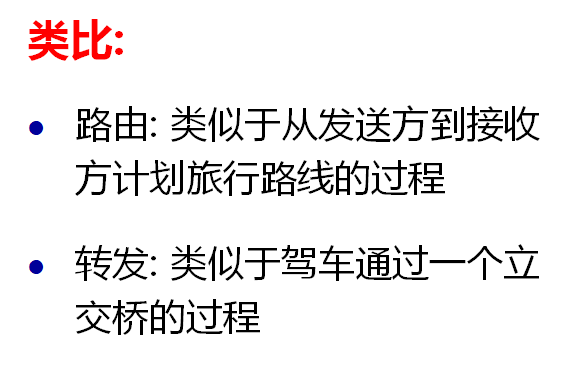 类比:
• 路由: 类似于从发送方到接收
方计划旅行路线的过程
• 转发: 类似于驾车通过一个立
交桥的过程